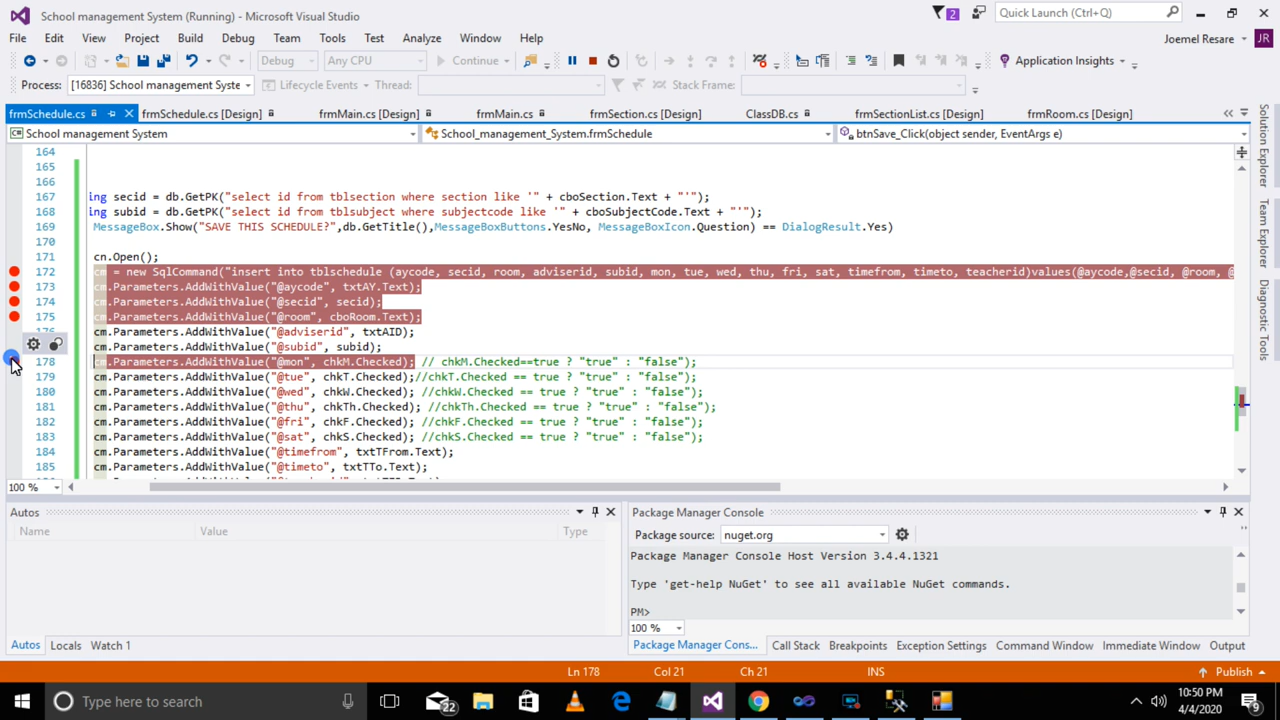 School management System (Running) - Microsoft Visual Studio
2
Quick Launch (Ctrl+Q)
File Edit View Project Build Debug Team Tools Test Analyze Window Help
Joemel Resare JR
Debug Any CPU Continue Application Insights
Process: [16836] School management Syste Lifecycle Events Thread: Stack Frame:
frmSchedule.cs frmSchedule.cs [Design] frmMain.cs [Design] frmMain.cs frmSection.cs [Design] ClassDB.cs frmSectionList.cs [Design] frmRoom.cs [Design]
School management System School_management_System.frmSchedule btnSave_Click(object sender, EventArgs e)
164
165
166
167 ing secid = db.GetPK("select id from tblsection where section like '" + cboSection.Text + "'");
168 ing subid = db.GetPK("select id from tblsubject where subjectcode like '" + cboSubjectCode.Text + "'");
169 MessageBox.Show("SAVE THIS SCHEDULE?",db.GetTitle(),MessageBoxButtons.YesNo, MessageBoxIcon.Question) == DialogResult.Yes)
170
171 cn.Open();
172 cm = new SqlCommand("insert into tblschedule (aycode, secid, room, adviserid, subid, mon, tue, wed, thu, fri, sat, timefrom, timeto, teacherid)values(@aycode,@secid, @room, @
173 cm.Parameters.AddWithValue("@aycode", txtAY.Text);
174 cm.Parameters.AddWithValue("@secid", secid);
175 cm.Parameters.AddWithValue("@room", cboRoom.Text);
176 cm.Parameters.AddWithValue("@adviserid", txtAID);
cm.Parameters.AddWithValue("@subid", subid);
178 cm.Parameters.AddWithValue("@mon", chkM.Checked); // chkM.Checked==true ? "true" : "false");
179 cm.Parameters.AddWithValue("@tue", chkT.Checked);//chkT.Checked == true ? "true" : "false");
180 cm.Parameters.AddWithValue("@wed", chkW.Checked); //chkW.Checked == true ? "true" : "false");
181 cm.Parameters.AddWithValue("@thu", chkTh.Checked); //chkTh.Checked == true ? "true" : "false");
182 cm.Parameters.AddWithValue("@fri", chkF.Checked); //chkF.Checked == true ? "true" : "false");
183 cm.Parameters.AddWithValue("@sat", chkS.Checked); //chkS.Checked == true ? "true" : "false");
184 cm.Parameters.AddWithValue("@timefrom", txtTFrom.Text);
185 cm.Parameters.AddWithValue("@timeto", txtTTo.Text);
100 %
Autos
Name Value Type
Autos Locals Watch 1
Package Manager Console
Package source: nuget.org
Package Manager Console Host Version 3.4.4.1321
Type 'get-help NuGet' to see all available NuGet commands.
PM>
100 %
Package Manager Cons... Call Stack Breakpoints Exception Settings Command Window Immediate Window Output
Solution Explorer
Team Explorer
Diagnostic Tools
Ln 178 Col 21 Ch 21 INS Publish
Type here to search
22
10:50 PM
4/4/2020
9